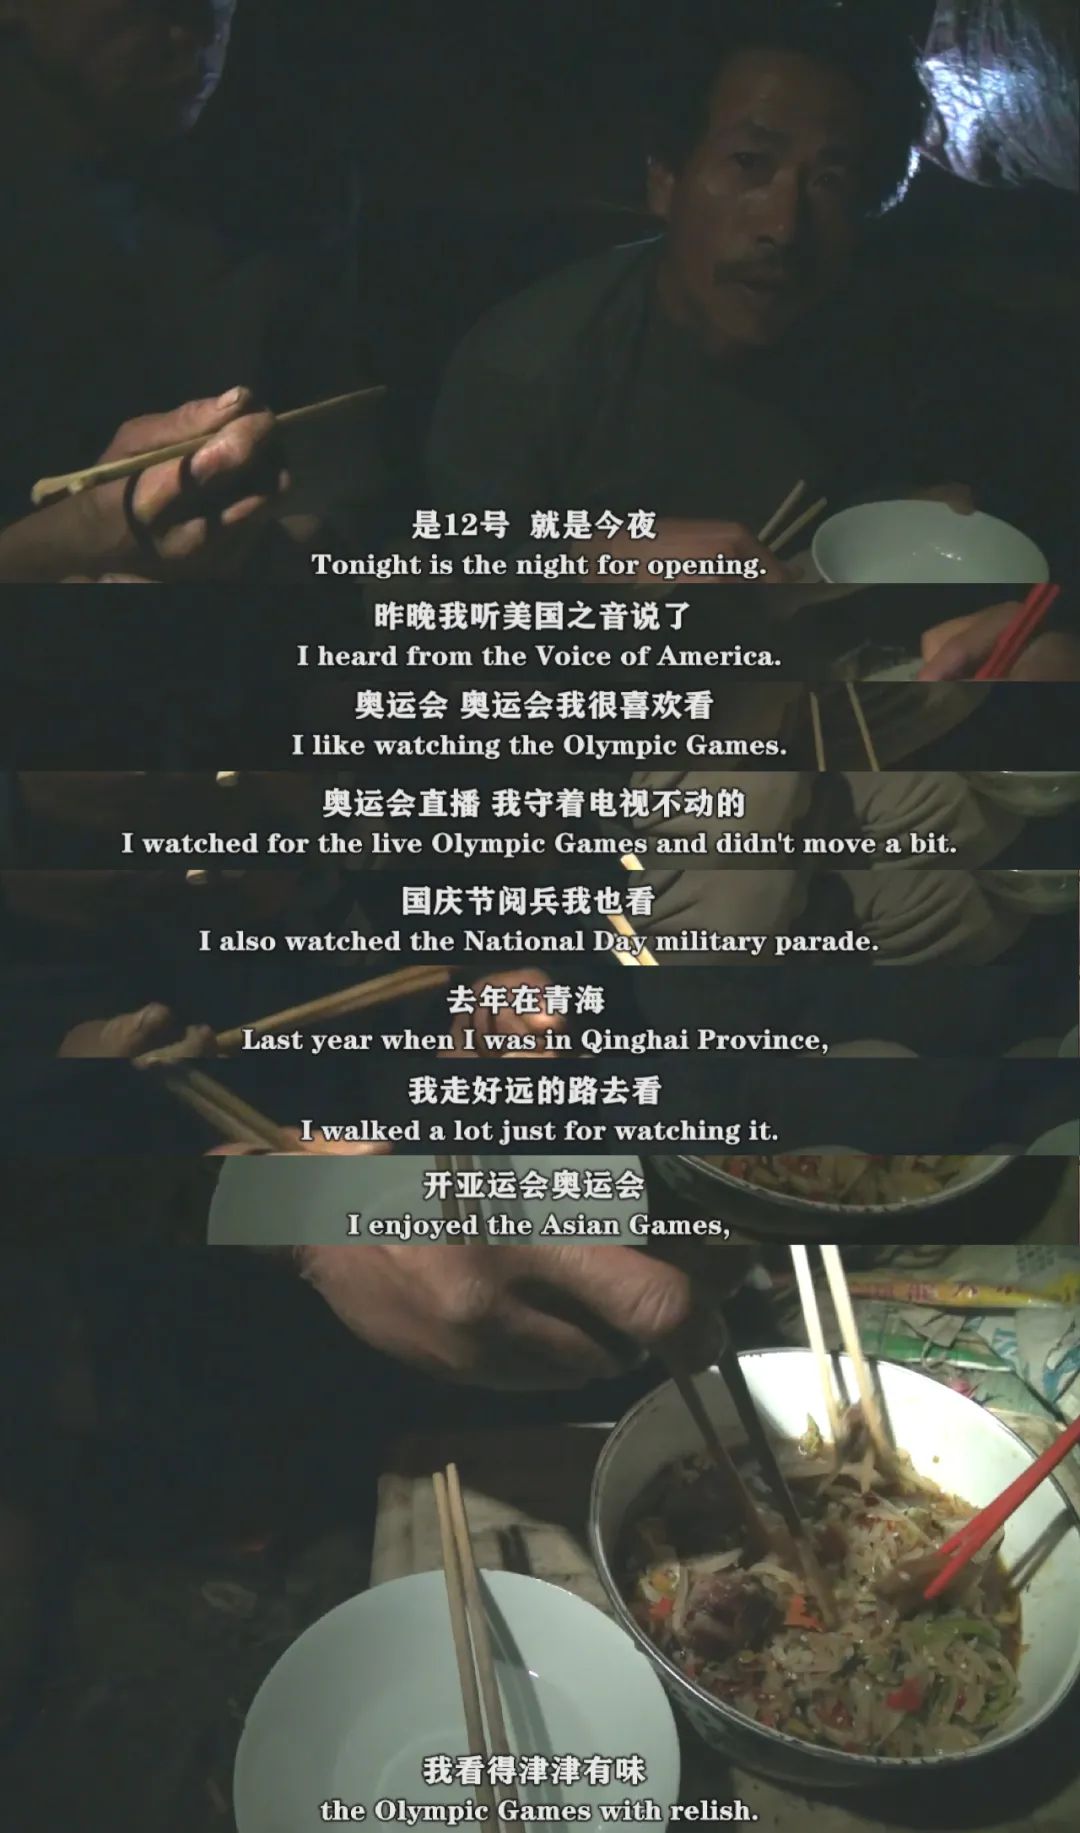 是12号 就是今夜
Tonight is the night for opening.
昨晚我听美国之音说了
I heard from the Voice of America.
奥运会 奥运会我很喜欢看
I like watching the Olympic Games.
奥运会直播 我守着电视不动的
I watched for the live Olympic Games and didn't move a bit.
国庆节阅兵我也看
I also watched the National Day military parade.
去年在青海
Last year when I was in Qinghai Province,
我走好远的路去看
I walked a lot just for watching it.
开亚运会奥运会
I enjoyed the Asian Games,
我看得津津有味
the Olympic Games with relish.